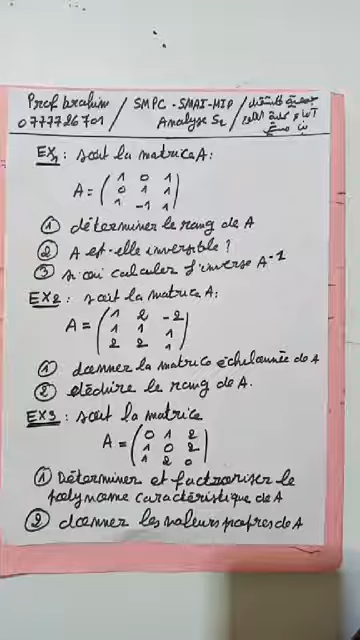 Prof brahim / SMPC - SMAI - MIP
0777726701 / Analyse S2
EX1 : soit la matrice A :
A = ( 1 0 1
0 1 1
1 -1 1 )
① déterminer le rang de A
② A est-elle inversible ?
③ si oui calculer l'inverse A-1
EX2 : soit la matrice A :
A = ( 1 2 -2
1 1 1
2 2 1 )
① donner la matrice échelonnée de A
② déduire le rang de A.
EX3 : soit la matrice
A = ( 0 1 2
1 0 2
1 2 0 )
① Déterminer et factoriser le
polynome caractéristique de A
② donner les valeurs propres de A